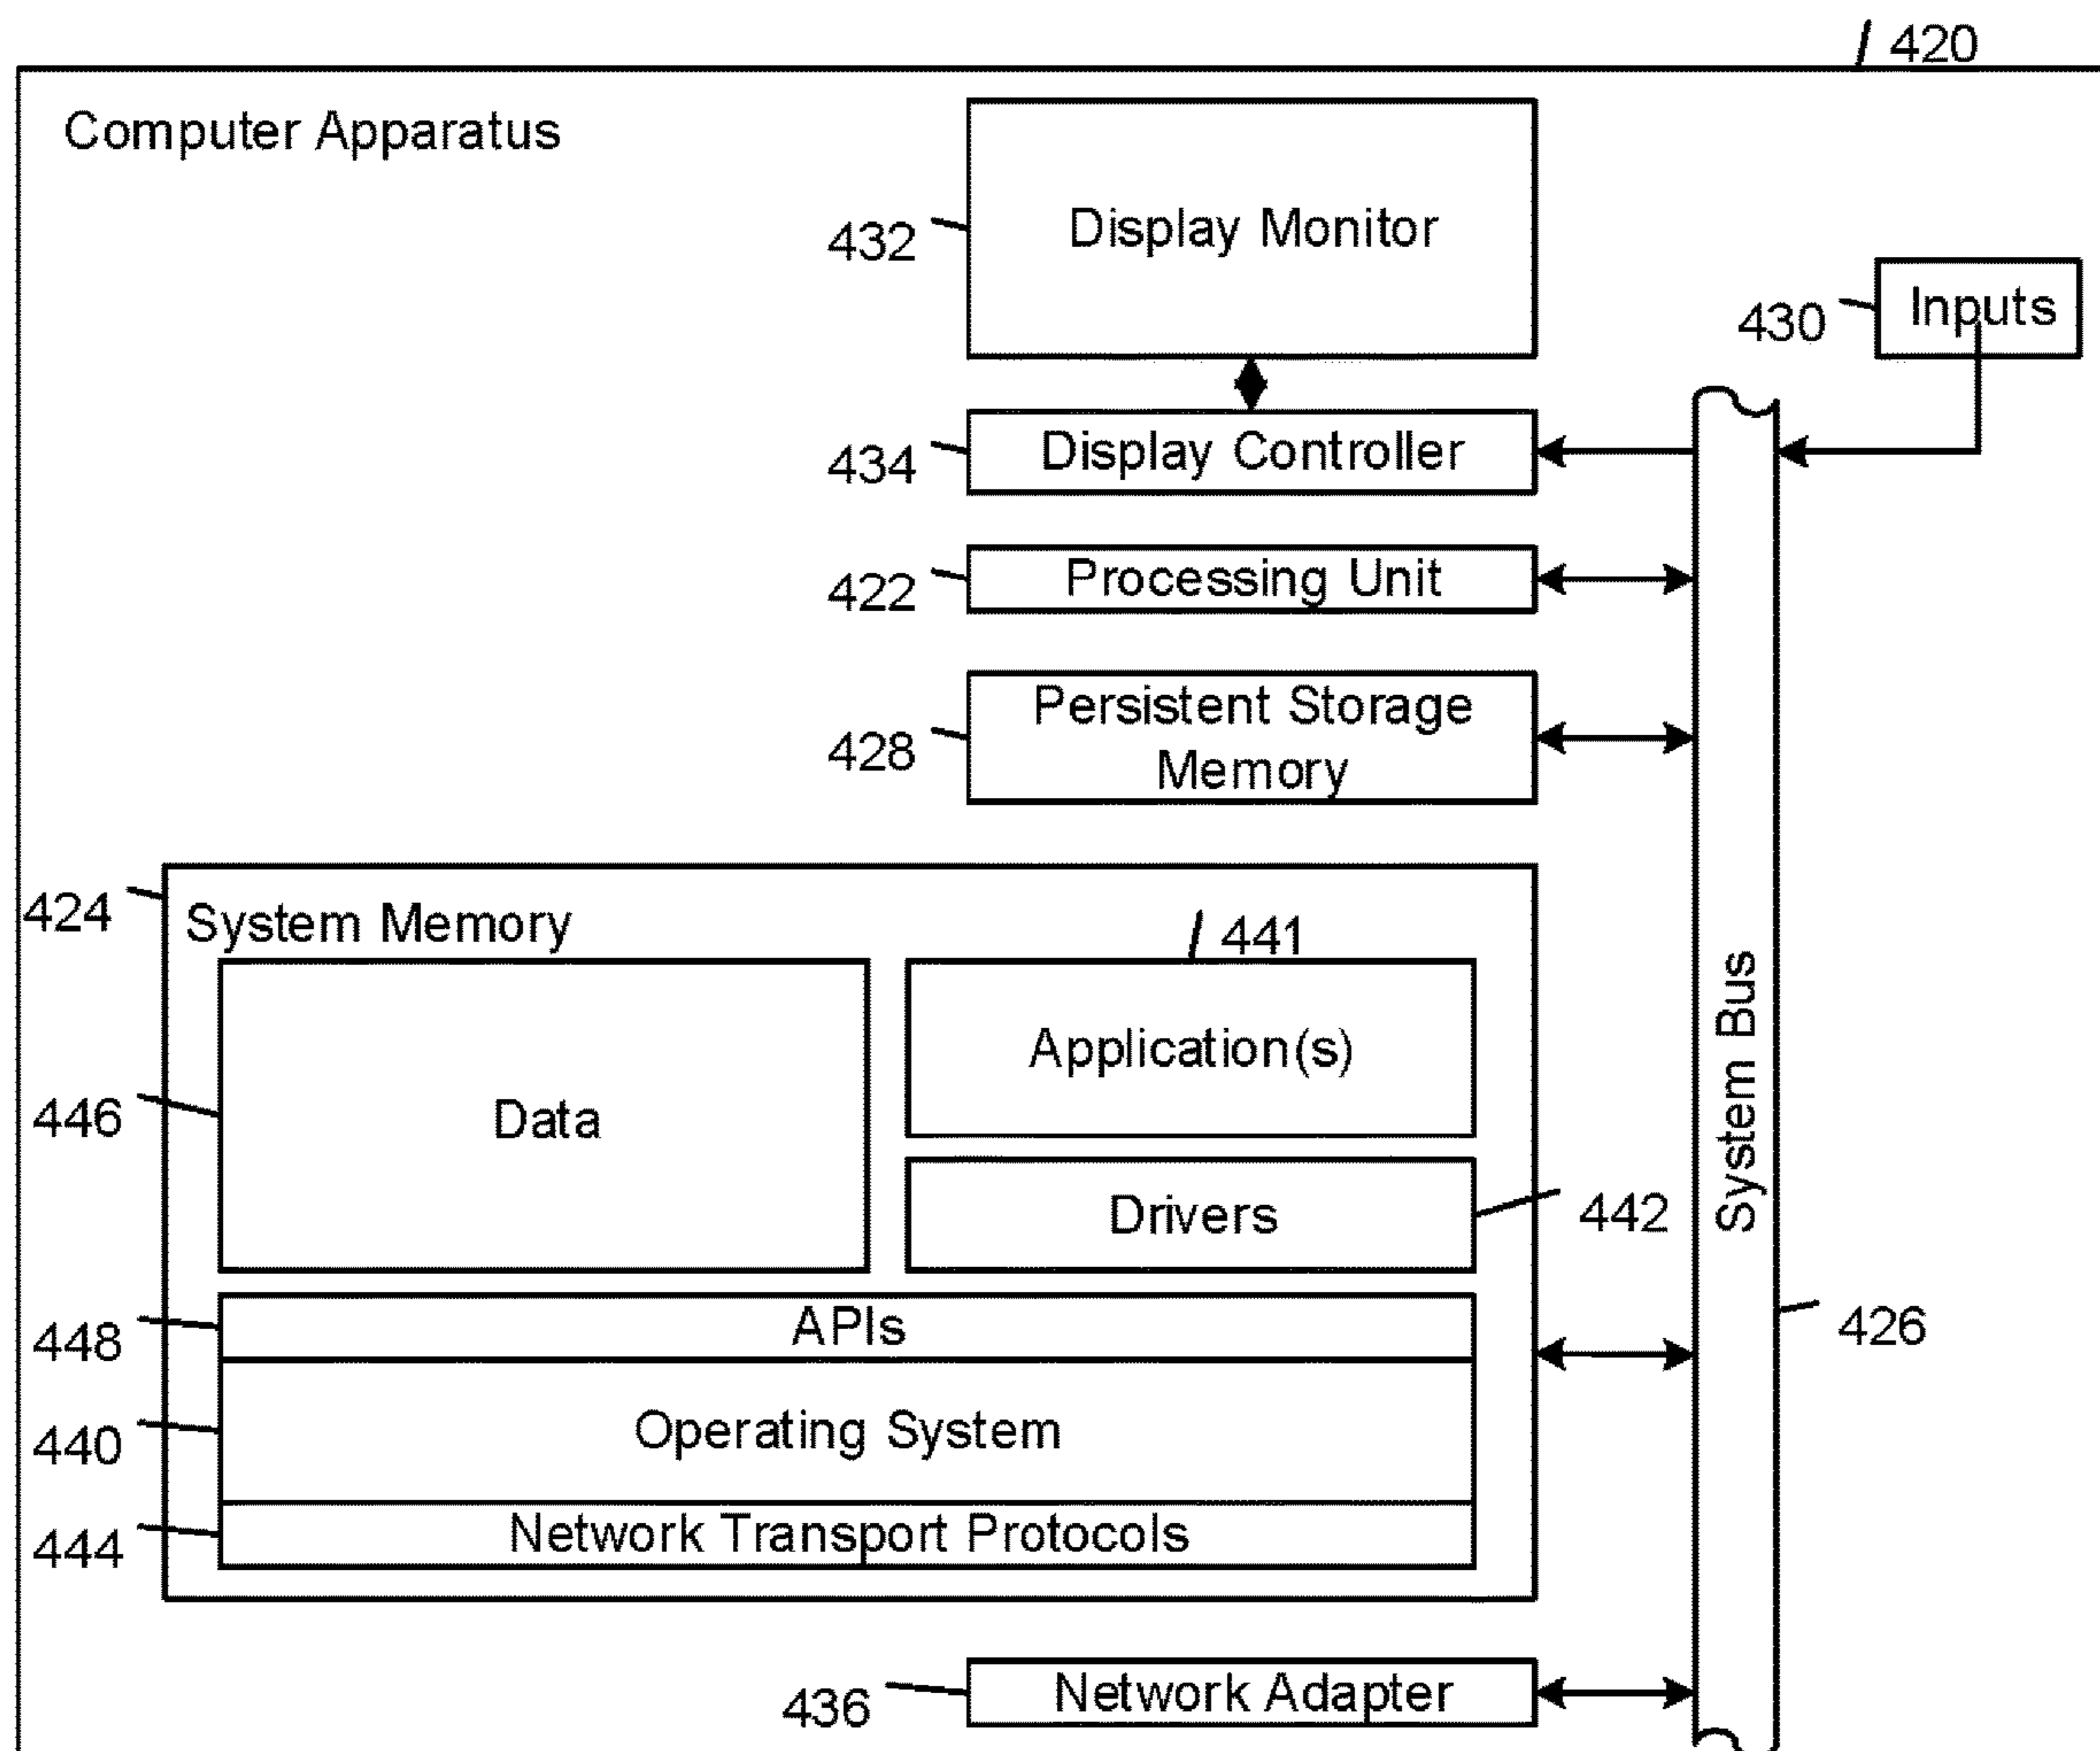 420
Computer Apparatus
Display Monitor
432
Inputs
430
Display Controller
434
Processing Unit
422
Persistent Storage
Memory
428
424
System Memory
441
Application(s)
446
Data
Drivers
442
System Bus
426
APIs
448
Operating System
440
Network Transport Protocols
444
Network Adapter
436